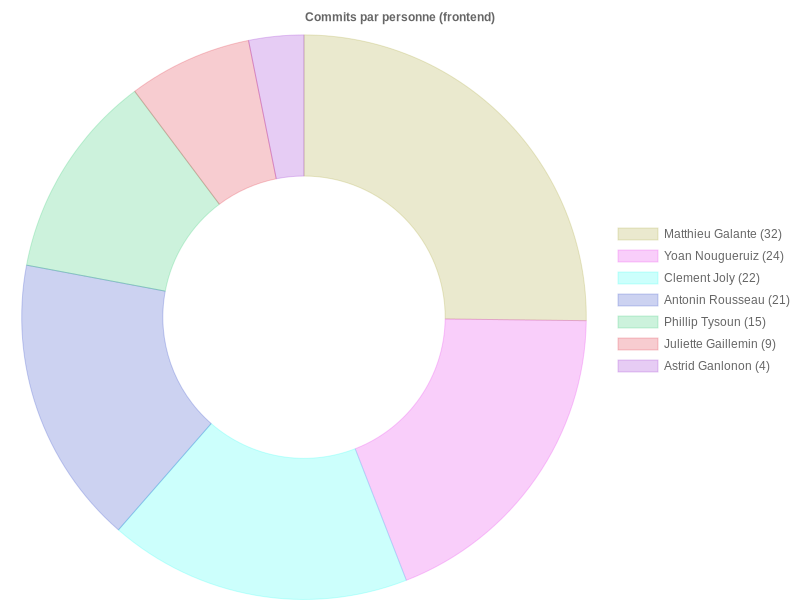 Commits par personne (frontend)
Matthieu Galante (32)
Yoan Nougueruiz (24)
Clement Joly (22)
Antonin Rousseau (21)
Phillip Tysoun (15)
Juliette Gaillemin (9)
Astrid Ganlonon (4)